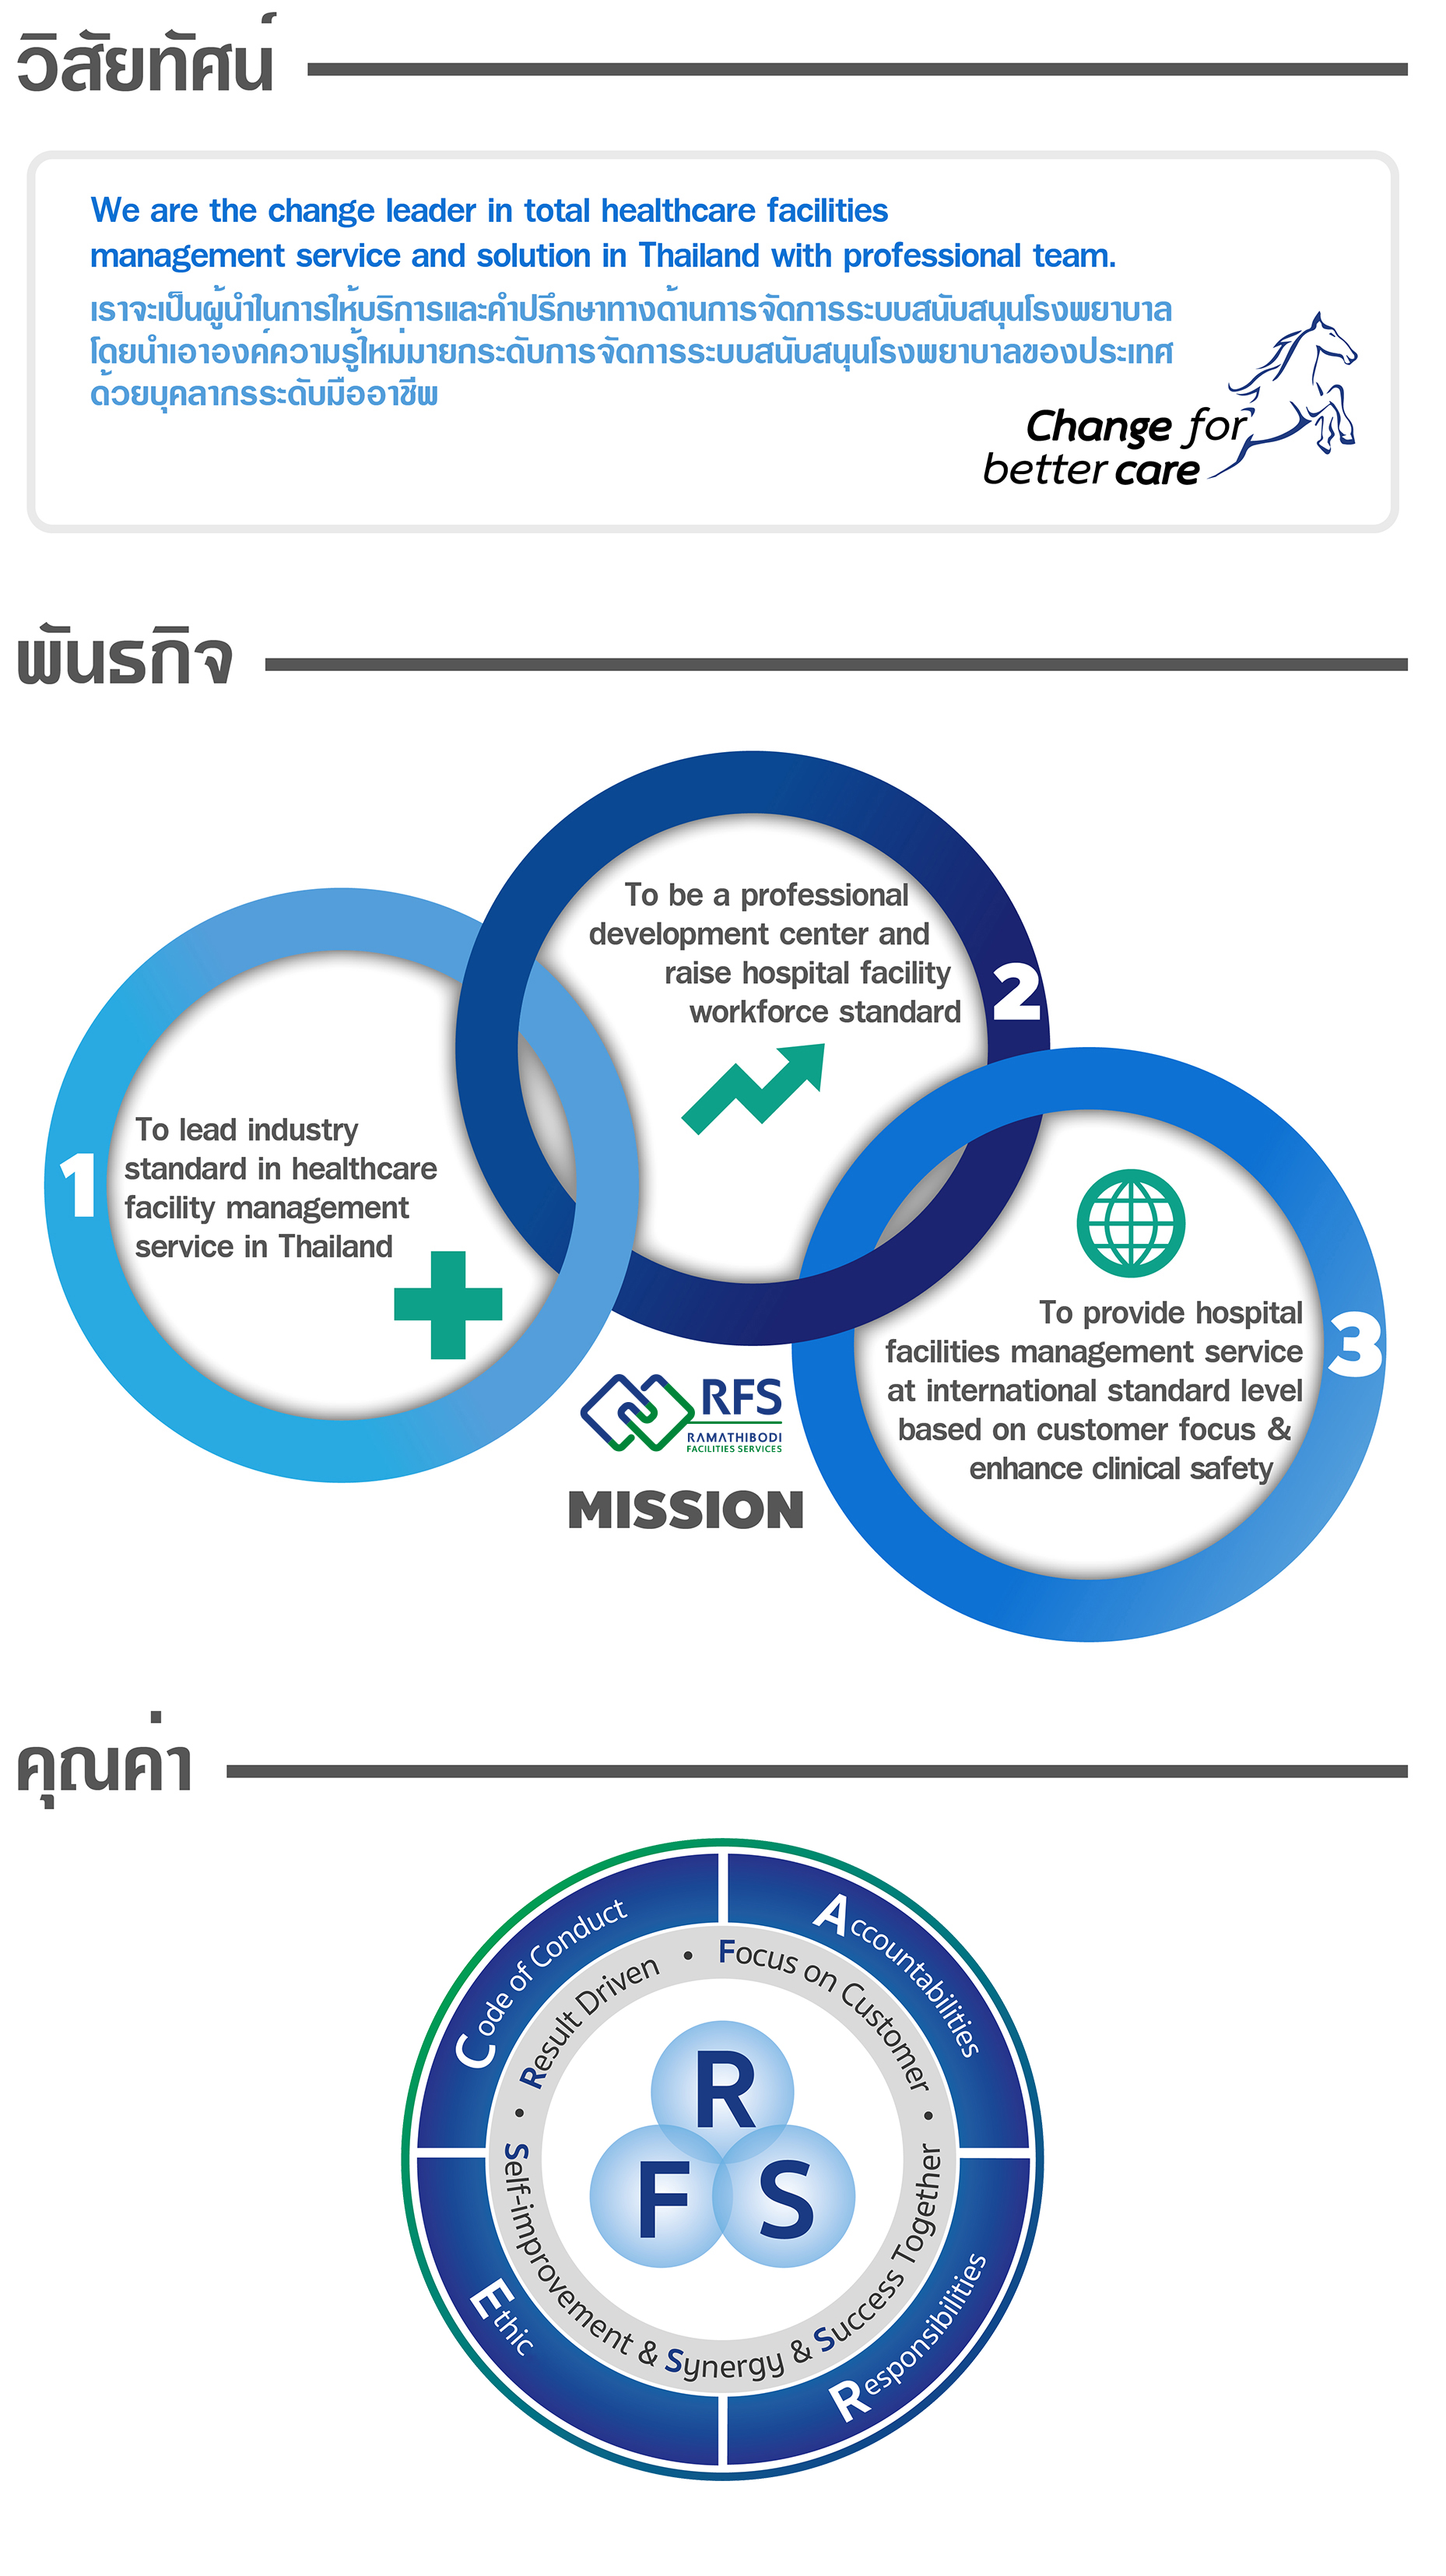 วิสัยทัศน์
We are the change leader in total healthcare facilities
management service and solution in Thailand with professional team.
เราจะเป็นผู้นำในการให้บริการและคำปรึกษาทางด้านการจัดการระบบสนับสนุนโรงพยาบาล
โดยนำเอาองค์ความรู้ใหม่มายกระดับการจัดการระบบสนับสนุนโรงพยาบาลของประเทศ
ด้วยบุคลากรระดับมืออาชีพ
Change for
better care
พันธกิจ
1
To lead industry
standard in healthcare
facility management
service in Thailand
2
To be a professional
development center and
raise hospital facility
workforce standard
3
To provide hospital
facilities management service
at international standard level
based on customer focus &
enhance clinical safety
RFS
RAMATHIBODI
FACILITIES SERVICES
MISSION
คุณค่า
Code of Conduct
Accountabilities
Responsibilities
Ethic
Result Driven • Focus on Customer •
Self-improvement & Synergy & Success Together •
R
F S